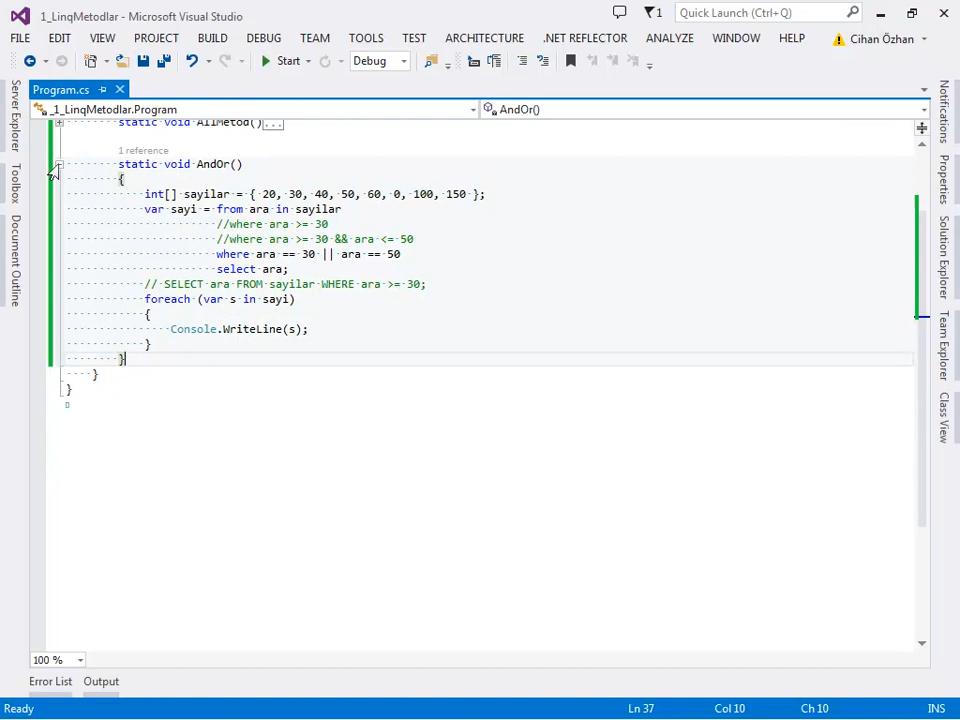 1_LinqMetodlar - Microsoft Visual Studio
1
Quick Launch (Ctrl+Q)
FILE EDIT VIEW PROJECT BUILD DEBUG TEAM TOOLS TEST ARCHITECTURE .NET REFLECTOR ANALYZE WINDOW HELP Cihan Özhan
Start Debug
Program.cs
_1_LinqMetodlar.Program AndOr()
static void AllMetod()...
1 reference
static void AndOr()
{
int[] sayilar = { 20, 30, 40, 50, 60, 0, 100, 150 };
var sayi = from ara in sayilar
//where ara >= 30
//where ara >= 30 && ara <= 50
where ara == 30 || ara == 50
select ara;
// SELECT ara FROM sayilar WHERE ara >= 30;
foreach (var s in sayi)
{
Console.WriteLine(s);
}
}
}
}
Server Explorer
Toolbox
Document Outline
Notifications
Properties
Solution Explorer
Team Explorer
Class View
100 %
Error List Output
Ready Ln 37 Col 10 Ch 10 INS